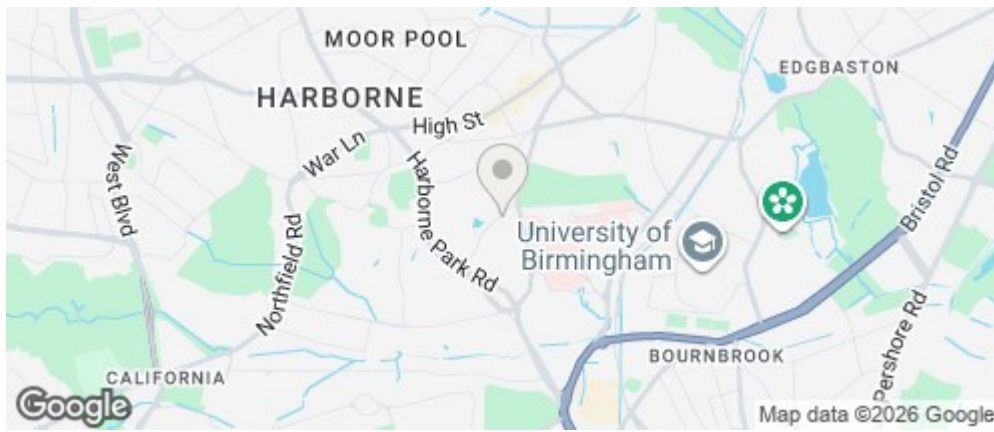 MOOR POOL
EDGBASTON
HARBORNE
High St
War Ln
West Blvd
Harborne Park Rd
Bristol Rd
University of
Birmingham
Northfield Rd
Pershore Rd
BOURNBROOK
CALIFORNIA
Google
Map data ©2026 Google